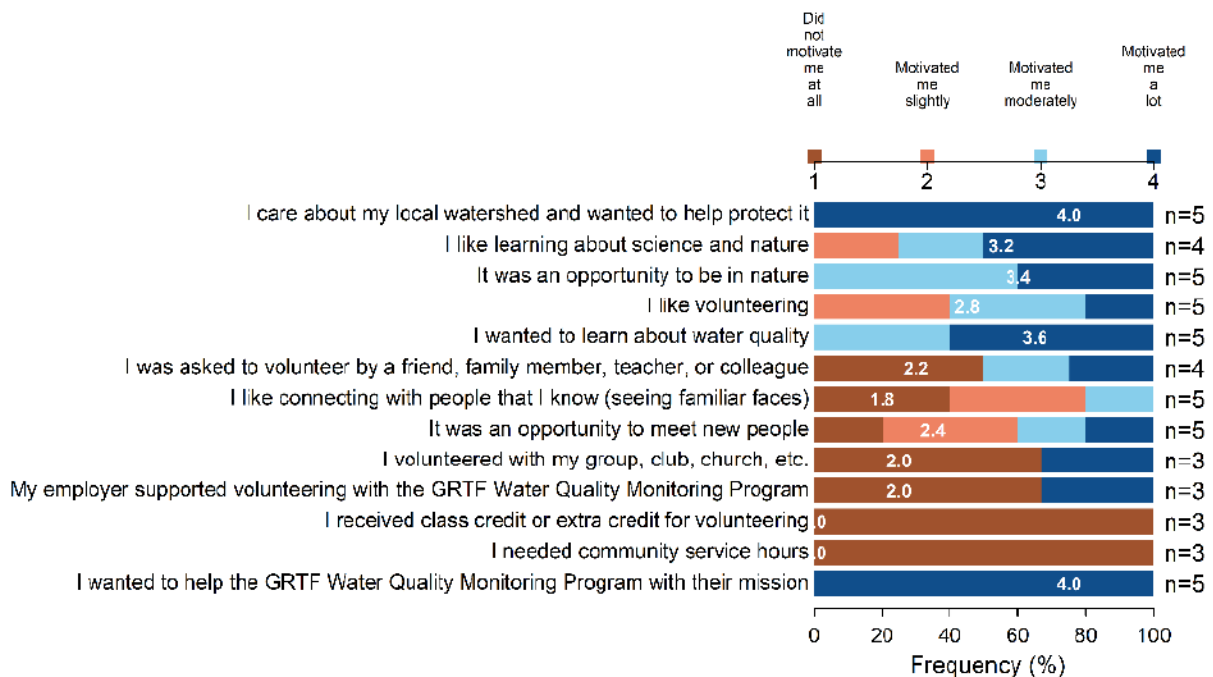 Did
not
motivate
me
at
all
Motivated
me
slightly
Motivated
me
moderately
Motivated
me
a
lot
1 2 3 4
I care about my local watershed and wanted to help protect it 4.0 n=5
I like learning about science and nature 3.2 n=4
It was an opportunity to be in nature 3.4 n=5
I like volunteering 2.8 n=5
I wanted to learn about water quality 3.6 n=5
I was asked to volunteer by a friend, family member, teacher, or colleague 2.2 n=4
I like connecting with people that I know (seeing familiar faces) 1.8 n=5
It was an opportunity to meet new people 2.4 n=5
I volunteered with my group, club, church, etc. 2.0 n=3
My employer supported volunteering with the GRTF Water Quality Monitoring Program 2.0 n=3
I received class credit or extra credit for volunteering .0 n=3
I needed community service hours .0 n=3
I wanted to help the GRTF Water Quality Monitoring Program with their mission 4.0 n=5
0 20 40 60 80 100
Frequency (%)